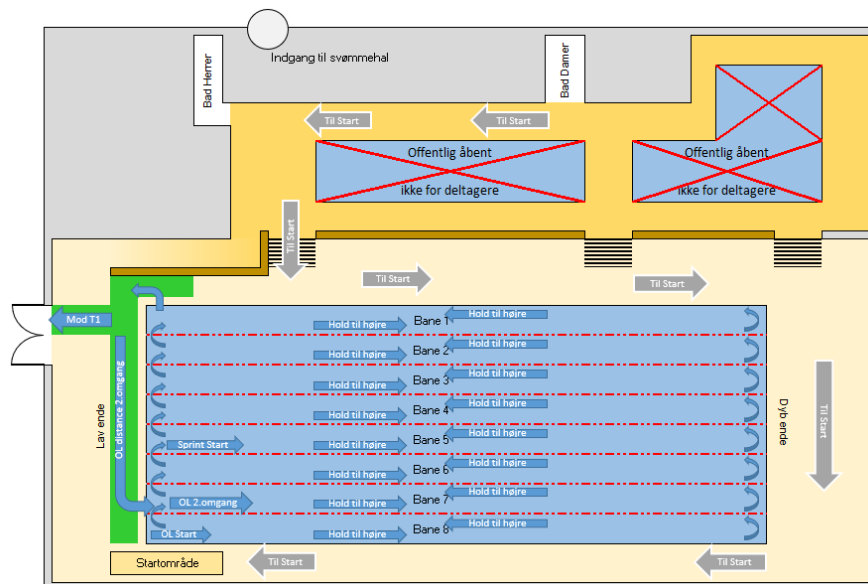 Indgang til svømmehal
Bad Herrer
Bad Damer
Til Start
Til Start
Offentlig åbent
ikke for deltagere
Offentlig åbent
ikke for deltagere
Til Start
Til Start
Til Start
Mod T1
OL distance 2.omgang
Lav ende
Hold til højre
Bane 1
Hold til højre
Hold til højre
Bane 2
Hold til højre
Hold til højre
Bane 3
Hold til højre
Hold til højre
Bane 4
Hold til højre
Sprint Start
Hold til højre
Bane 5
Hold til højre
Hold til højre
Bane 6
Hold til højre
OL 2.omgang
Hold til højre
Bane 7
Hold til højre
OL Start
Hold til højre
Bane 8
Hold til højre
Dyb ende
Til Start
Startområde
Til Start
Til Start